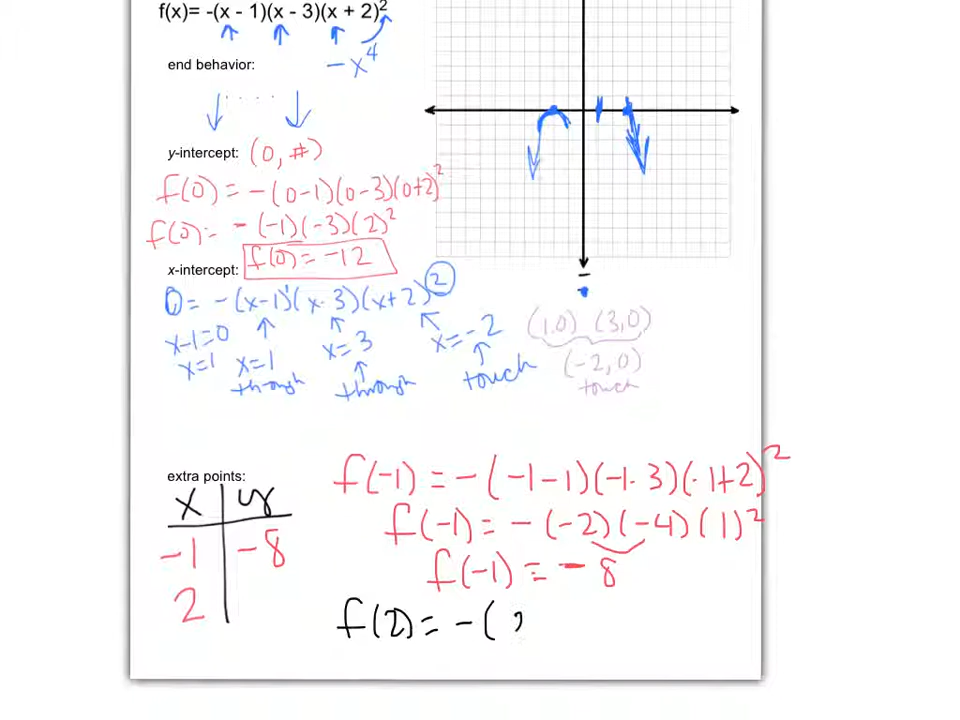 f(x)= -(x - 1)(x - 3)(x + 2)²
- x⁴
end behavior:
y-intercept: (0, #)
f(0) = -(0-1)(0-3)(0+2)²
f(0) = -(-1)(-3)(2)²
f(0) = -12
x-intercept:
0 = -(x-1)¹(x-3)(x+2)²
x-1=0
x=1
x=1
through
x=3
through
x=-2
touch
(1,0) (3,0)
(-2,0)
touch
extra points:
x y
-1 -8
2
f(-1) = -(-1-1)(-1-3)(-1+2)²
f(-1) = -(-2)(-4)(1)²
f(-1) = -8
f(2) = -( 2